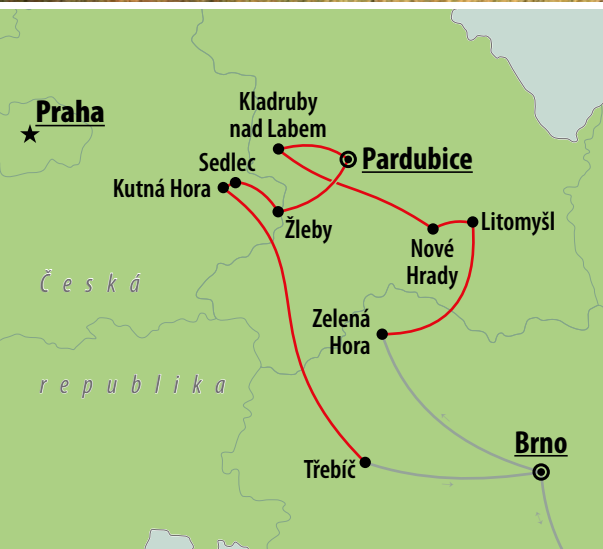 Praha
Kladruby
nad Labem
Pardubice
Sedlec
Kutná Hora
Žleby
Litomyšl
Nové
Hrady
Česká
Zelená
Hora
republika
Brno
Třebíč